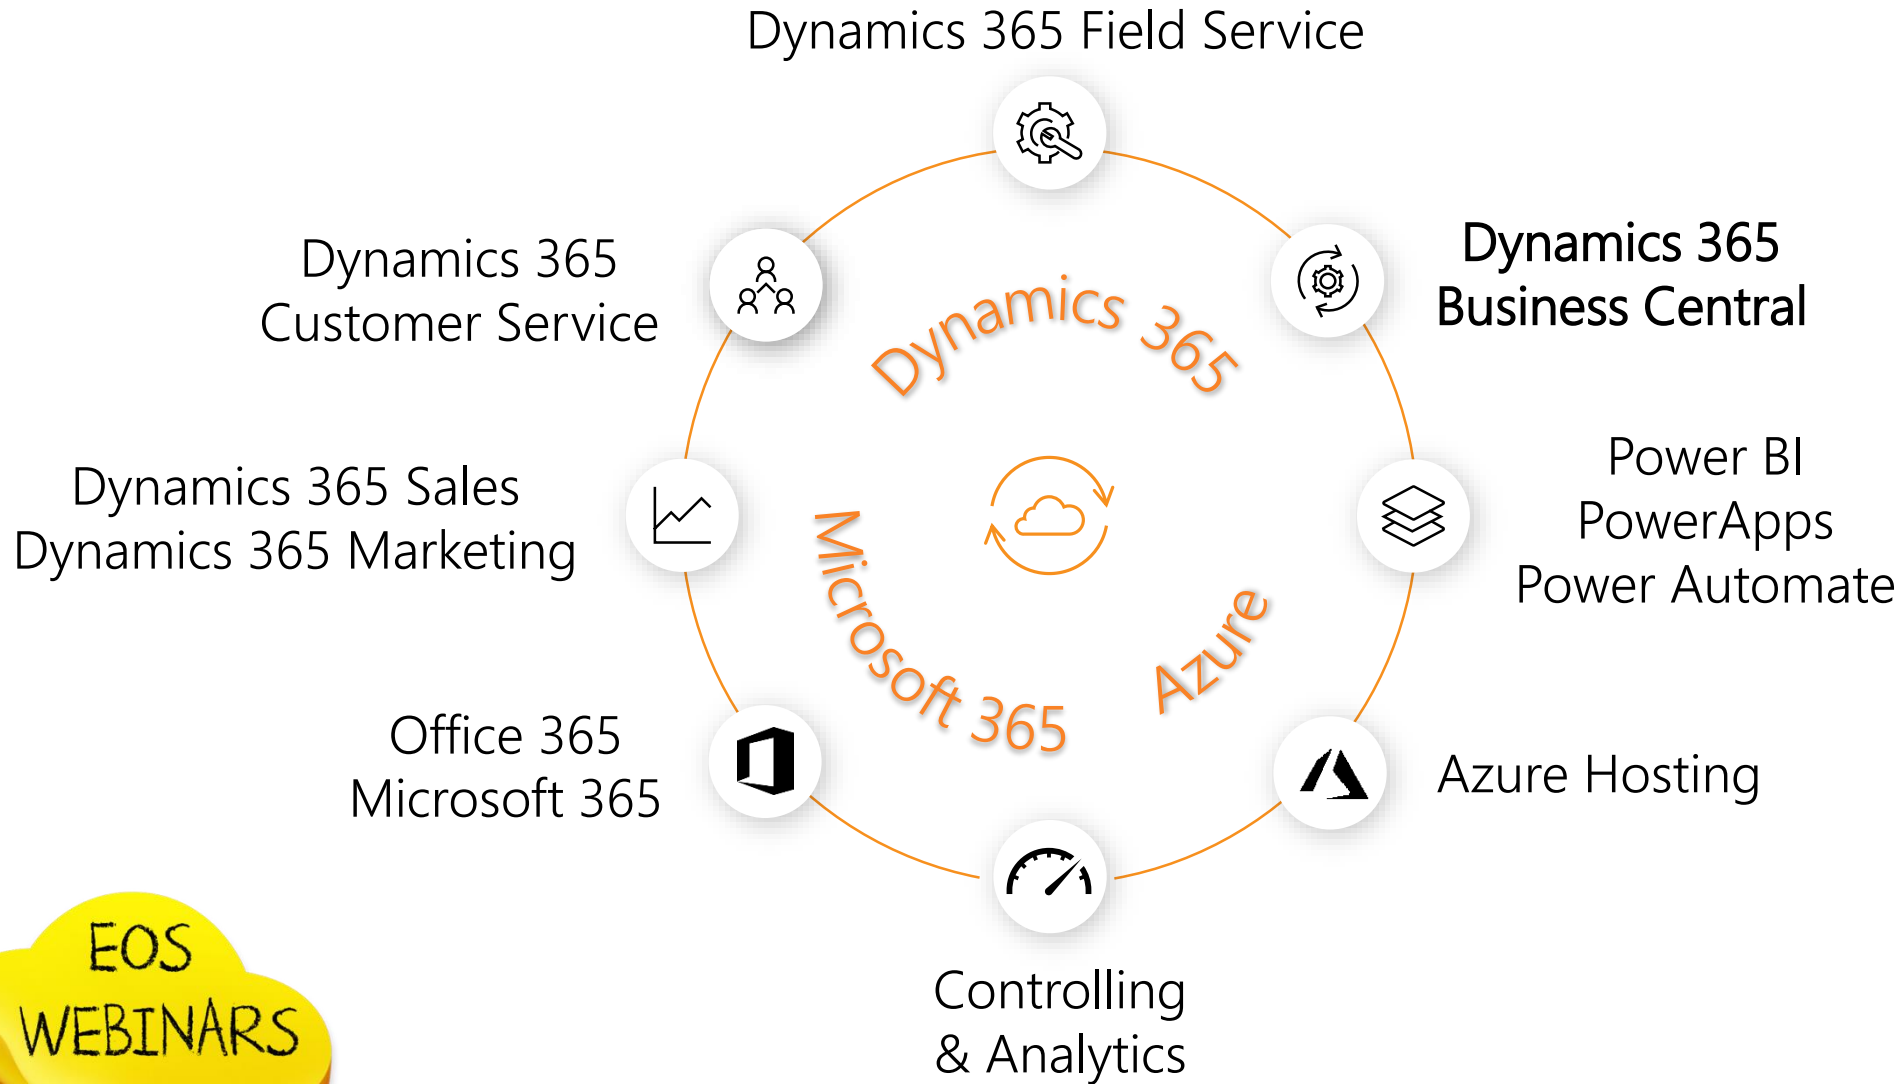 Dynamics 365 Field Service
Dynamics 365
Customer Service
Dynamics 365
Business Central
Dynamics 365
Dynamics 365 Sales
Dynamics 365 Marketing
Power BI
PowerApps
Power Automate
Microsoft 365
Azure
Office 365
Microsoft 365
Azure Hosting
Controlling
& Analytics
EOS
WEBINARS